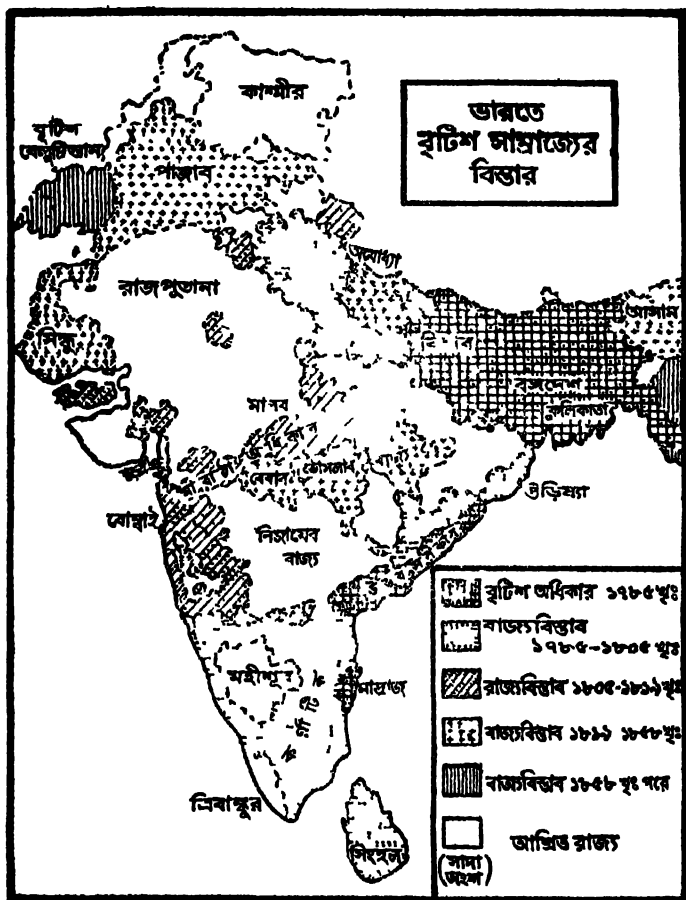 ভারতে
বৃটিশ সাম্রাজ্যের
বিস্তার
কাশ্মীর
বৃটিশ
বেলুচিস্তান
পাঞ্জাব
অযোধ্যা
রাজপুতানা
আসাম
সিন্ধু
বঙ্গদেশ
কলিকাতা
মালব
বেরার
উড়িষ্যা
বোম্বাই
নিজামের
রাজ্য
মহীশূর
মাদ্রাজ
কর্ণাট
ত্রিবাঙ্কুর
সিংহল
বৃটিশ অধিকার ১৭৮৫খৃঃ
রাজ্যবিস্তার
১৭৮৫-১৮০৫ খৃঃ
রাজ্যবিস্তার ১৮০৫-১৮১৯খৃঃ
রাজ্যবিস্তার ১৮১৯ ১৮৫৮খৃঃ
রাজ্যবিস্তার ১৮৫৮ খৃঃ পরে
আশ্রিত রাজ্য
(সাদা
অংশ)